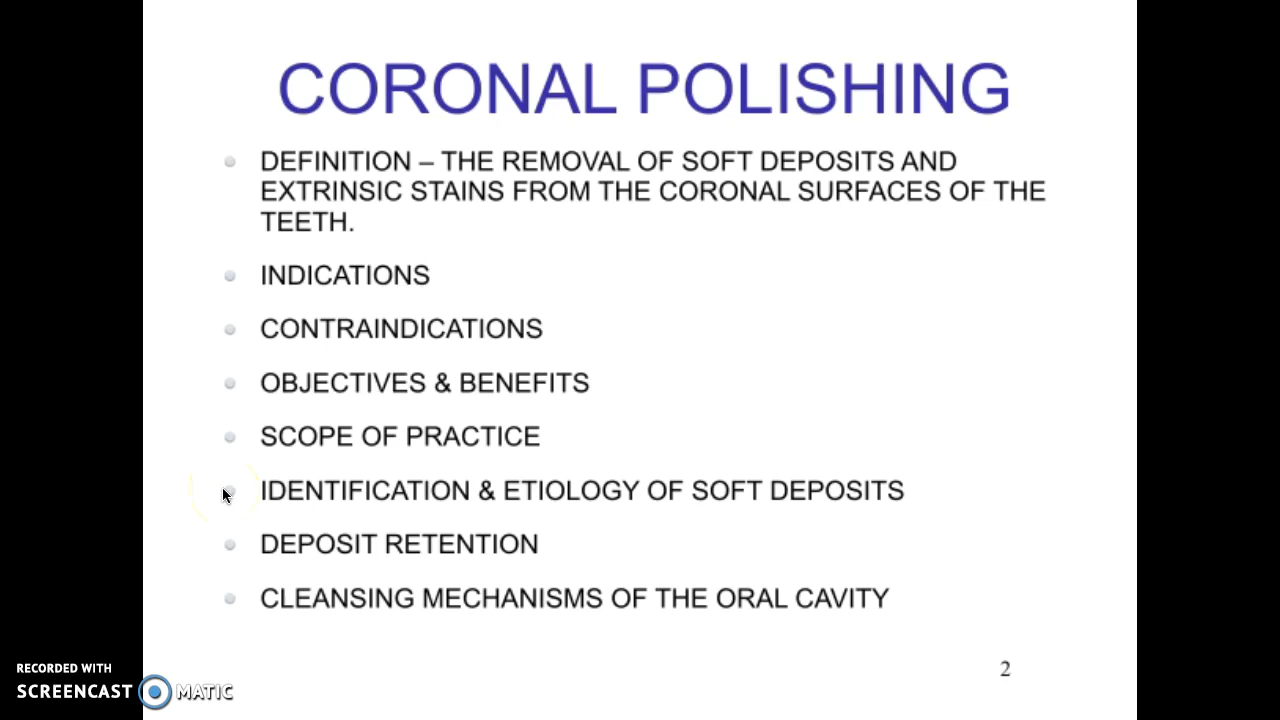 CORONAL POLISHING
DEFINITION – THE REMOVAL OF SOFT DEPOSITS AND
EXTRINSIC STAINS FROM THE CORONAL SURFACES OF THE
TEETH.
INDICATIONS
CONTRAINDICATIONS
OBJECTIVES & BENEFITS
SCOPE OF PRACTICE
IDENTIFICATION & ETIOLOGY OF SOFT DEPOSITS
DEPOSIT RETENTION
CLEANSING MECHANISMS OF THE ORAL CAVITY
2
RECORDED WITH
SCREENCAST MATIC